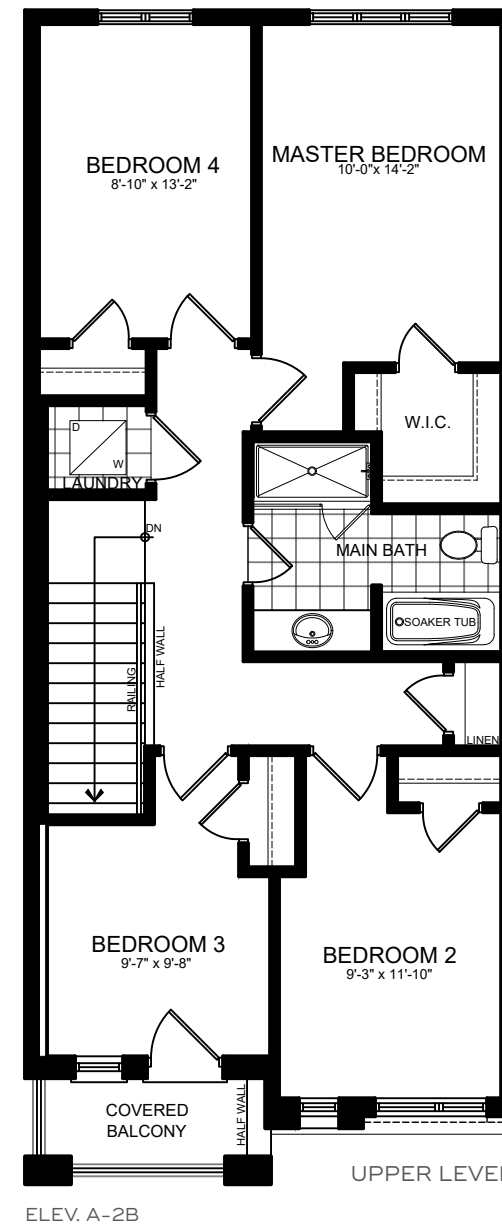 BEDROOM 4
8'-10" x 13'-2"
MASTER BEDROOM
10'-0"x 14'-2"
W.I.C.
D
W
LAUNDRY
DN
MAIN BATH
SOAKER TUB
RAILING
HALF WALL
LINEN
BEDROOM 3
9'-7" x 9'-8"
BEDROOM 2
9'-3" x 11'-10"
COVERED
BALCONY
HALF WALL
UPPER LEVEL
ELEV. A-2B